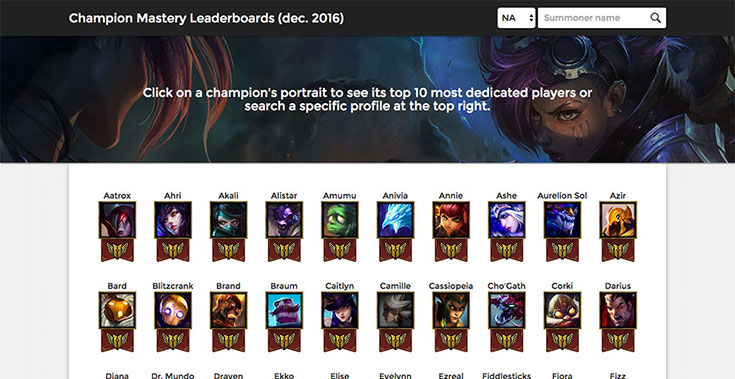 Champion Mastery Leaderboards (dec. 2016)
NA
Summoner name
Click on a champion's portrait to see its top 10 most dedicated players or
search a specific profile at the top right.
Aatrox Ahri Akali Alistar Amumu Anivia Annie Ashe Aurelion Sol Azir
Bard Blitzcrank Brand Braum Caitlyn Camille Cassiopeia Cho'Gath Corki Darius
Diana Dr. Mundo Draven Ekko Elise Evelynn Ezreal Fiddlesticks Fiora Fizz